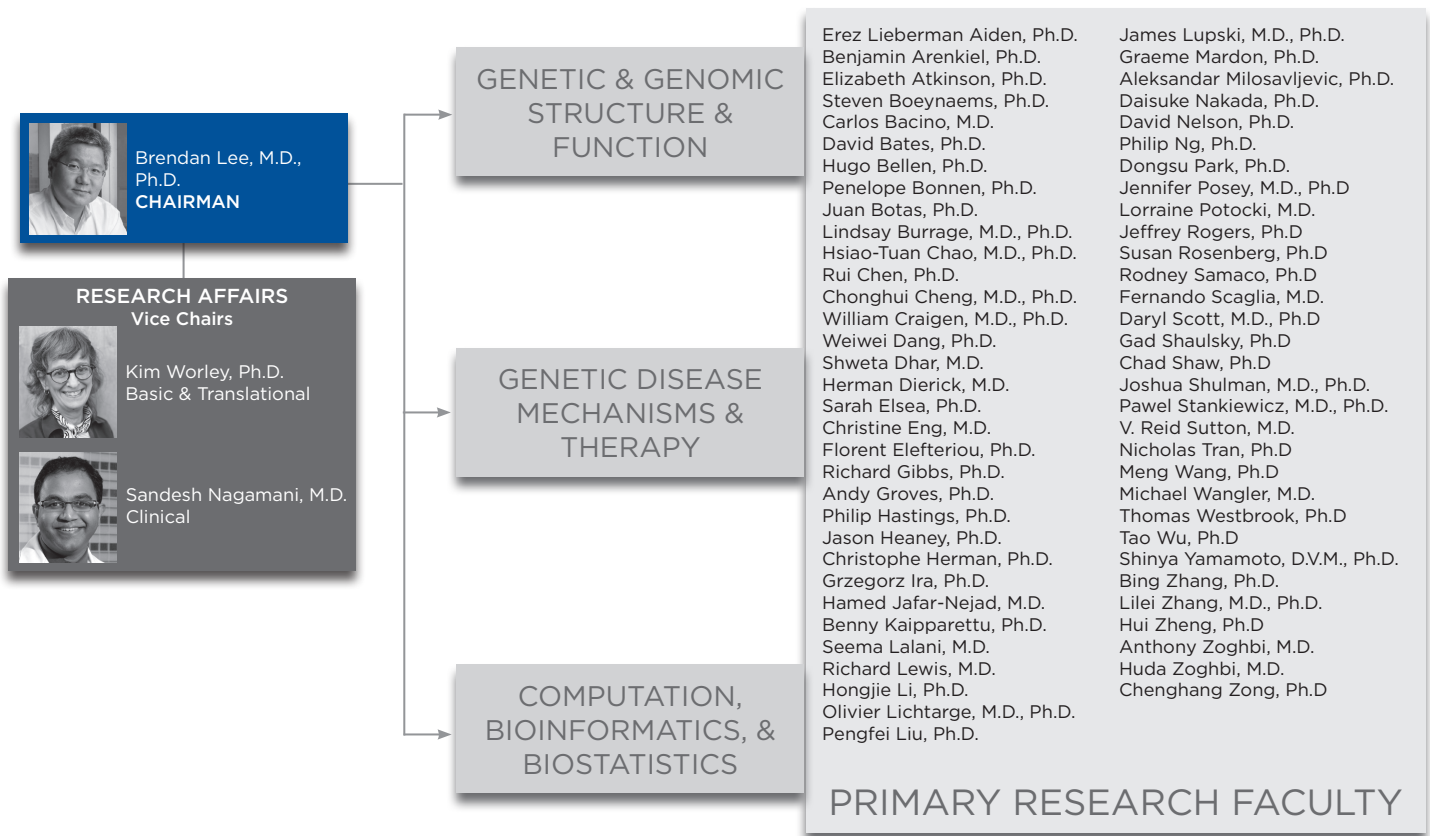 Brendan Lee, M.D.,
Ph.D.
CHAIRMAN
RESEARCH AFFAIRS
Vice Chairs
Kim Worley, Ph.D.
Basic & Translational
Sandesh Nagamani, M.D.
Clinical
GENETIC & GENOMIC
STRUCTURE &
FUNCTION
GENETIC DISEASE
MECHANISMS &
THERAPY
COMPUTATION,
BIOINFORMATICS, &
BIOSTATISTICS
Erez Lieberman Aiden, Ph.D.
Benjamin Arenkiel, Ph.D.
Elizabeth Atkinson, Ph.D.
Steven Boeynaems, Ph.D.
Carlos Bacino, M.D.
David Bates, Ph.D.
Hugo Bellen, Ph.D.
Penelope Bonnen, Ph.D.
Juan Botas, Ph.D.
Lindsay Burrage, M.D., Ph.D.
Hsiao-Tuan Chao, M.D., Ph.D.
Rui Chen, Ph.D.
Chonghui Cheng, M.D., Ph.D.
William Craigen, M.D., Ph.D.
Weiwei Dang, Ph.D.
Shweta Dhar, M.D.
Herman Dierick, M.D.
Sarah Elsea, Ph.D.
Christine Eng, M.D.
Florent Elefteriou, Ph.D.
Richard Gibbs, Ph.D.
Andy Groves, Ph.D.
Philip Hastings, Ph.D.
Jason Heaney, Ph.D.
Christophe Herman, Ph.D.
Grzegorz Ira, Ph.D.
Hamed Jafar-Nejad, M.D.
Benny Kaipparettu, Ph.D.
Seema Lalani, M.D.
Richard Lewis, M.D.
Hongjie Li, Ph.D.
Olivier Lichtarge, M.D., Ph.D.
Pengfei Liu, Ph.D.
James Lupski, M.D., Ph.D.
Graeme Mardon, Ph.D.
Aleksandar Milosavljevic, Ph.D.
Daisuke Nakada, Ph.D.
David Nelson, Ph.D.
Philip Ng, Ph.D.
Dongsu Park, Ph.D.
Jennifer Posey, M.D., Ph.D
Lorraine Potocki, M.D.
Jeffrey Rogers, Ph.D
Susan Rosenberg, Ph.D
Rodney Samaco, Ph.D
Fernando Scaglia, M.D.
Daryl Scott, M.D., Ph.D
Gad Shaulsky, Ph.D
Chad Shaw, Ph.D
Joshua Shulman, M.D., Ph.D.
Pawel Stankiewicz, M.D., Ph.D.
V. Reid Sutton, M.D.
Nicholas Tran, Ph.D
Meng Wang, Ph.D
Michael Wangler, M.D.
Thomas Westbrook, Ph.D
Tao Wu, Ph.D
Shinya Yamamoto, D.V.M., Ph.D.
Bing Zhang, Ph.D.
Lilei Zhang, M.D., Ph.D.
Hui Zheng, Ph.D
Anthony Zoghbi, M.D.
Huda Zoghbi, M.D.
Chenghang Zong, Ph.D
PRIMARY RESEARCH FACULTY